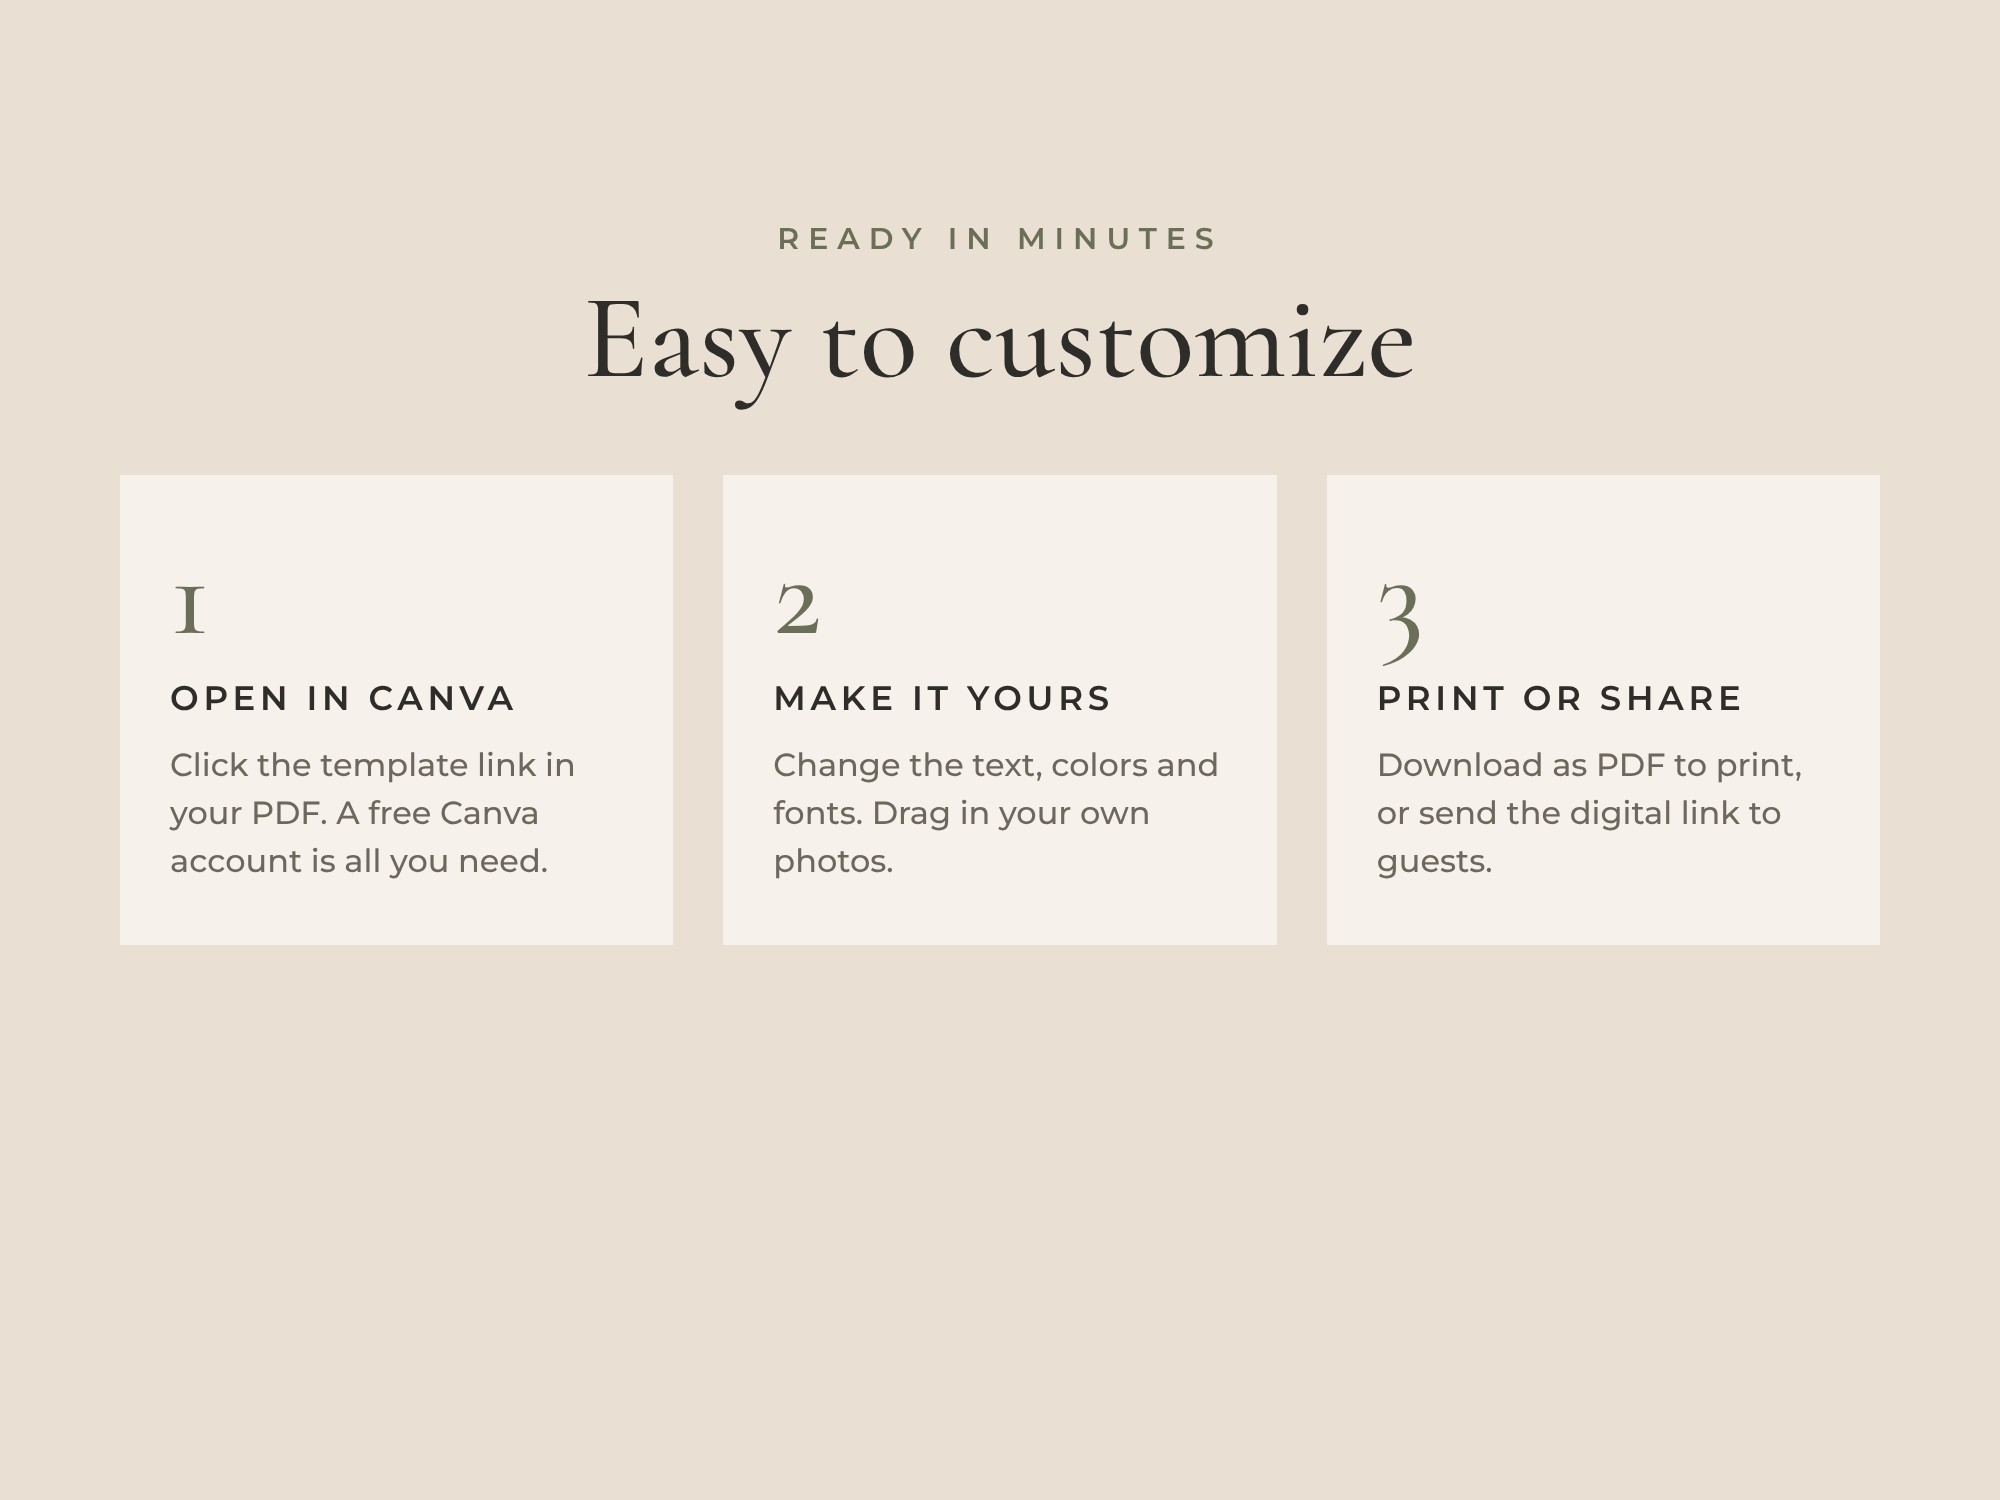 READY IN MINUTES
Easy to customize
1
OPEN IN CANVA
Click the template link in
your PDF. A free Canva
account is all you need.
2
MAKE IT YOURS
Change the text, colors and
fonts. Drag in your own
photos.
3
PRINT OR SHARE
Download as PDF to print,
or send the digital link to
guests.